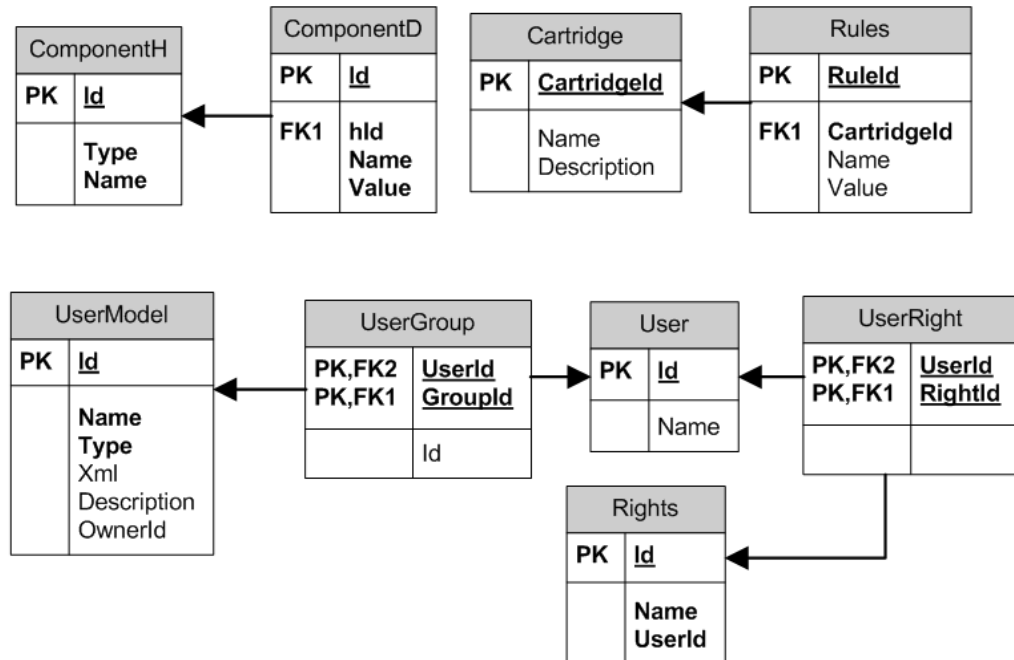 ComponentH
PK Id
Type
Name
ComponentD
PK Id
FK1 hId
Name
Value
Cartridge
PK CartridgeId
Name
Description
Rules
PK RuleId
FK1 CartridgeId
Name
Value
UserModel
PK Id
Name
Type
Xml
Description
OwnerId
UserGroup
PK,FK2 UserId
PK,FK1 GroupId
Id
User
PK Id
Name
UserRight
PK,FK2 UserId
PK,FK1 RightId
Rights
PK Id
Name
UserId